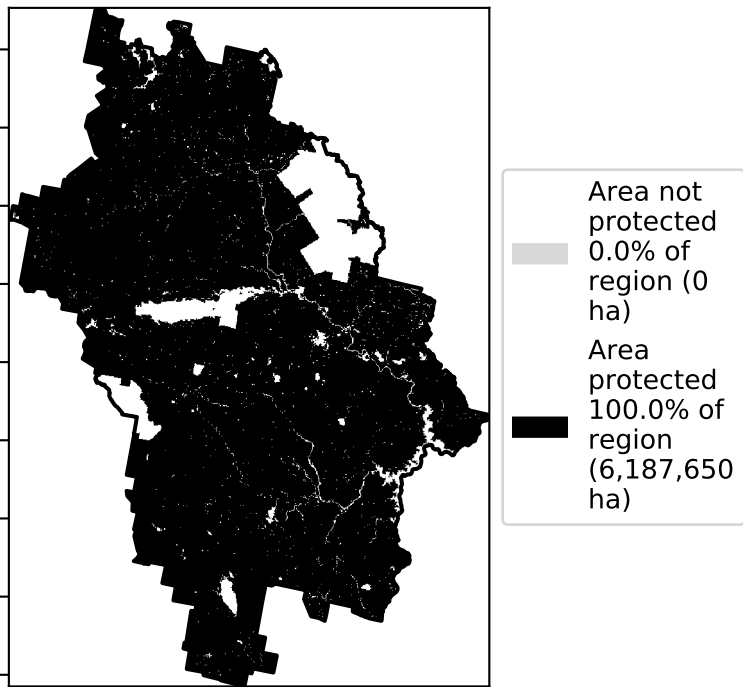 Area not
protected
0.0% of
region (0
ha)
Area
protected
100.0% of
region
(6,187,650
ha)